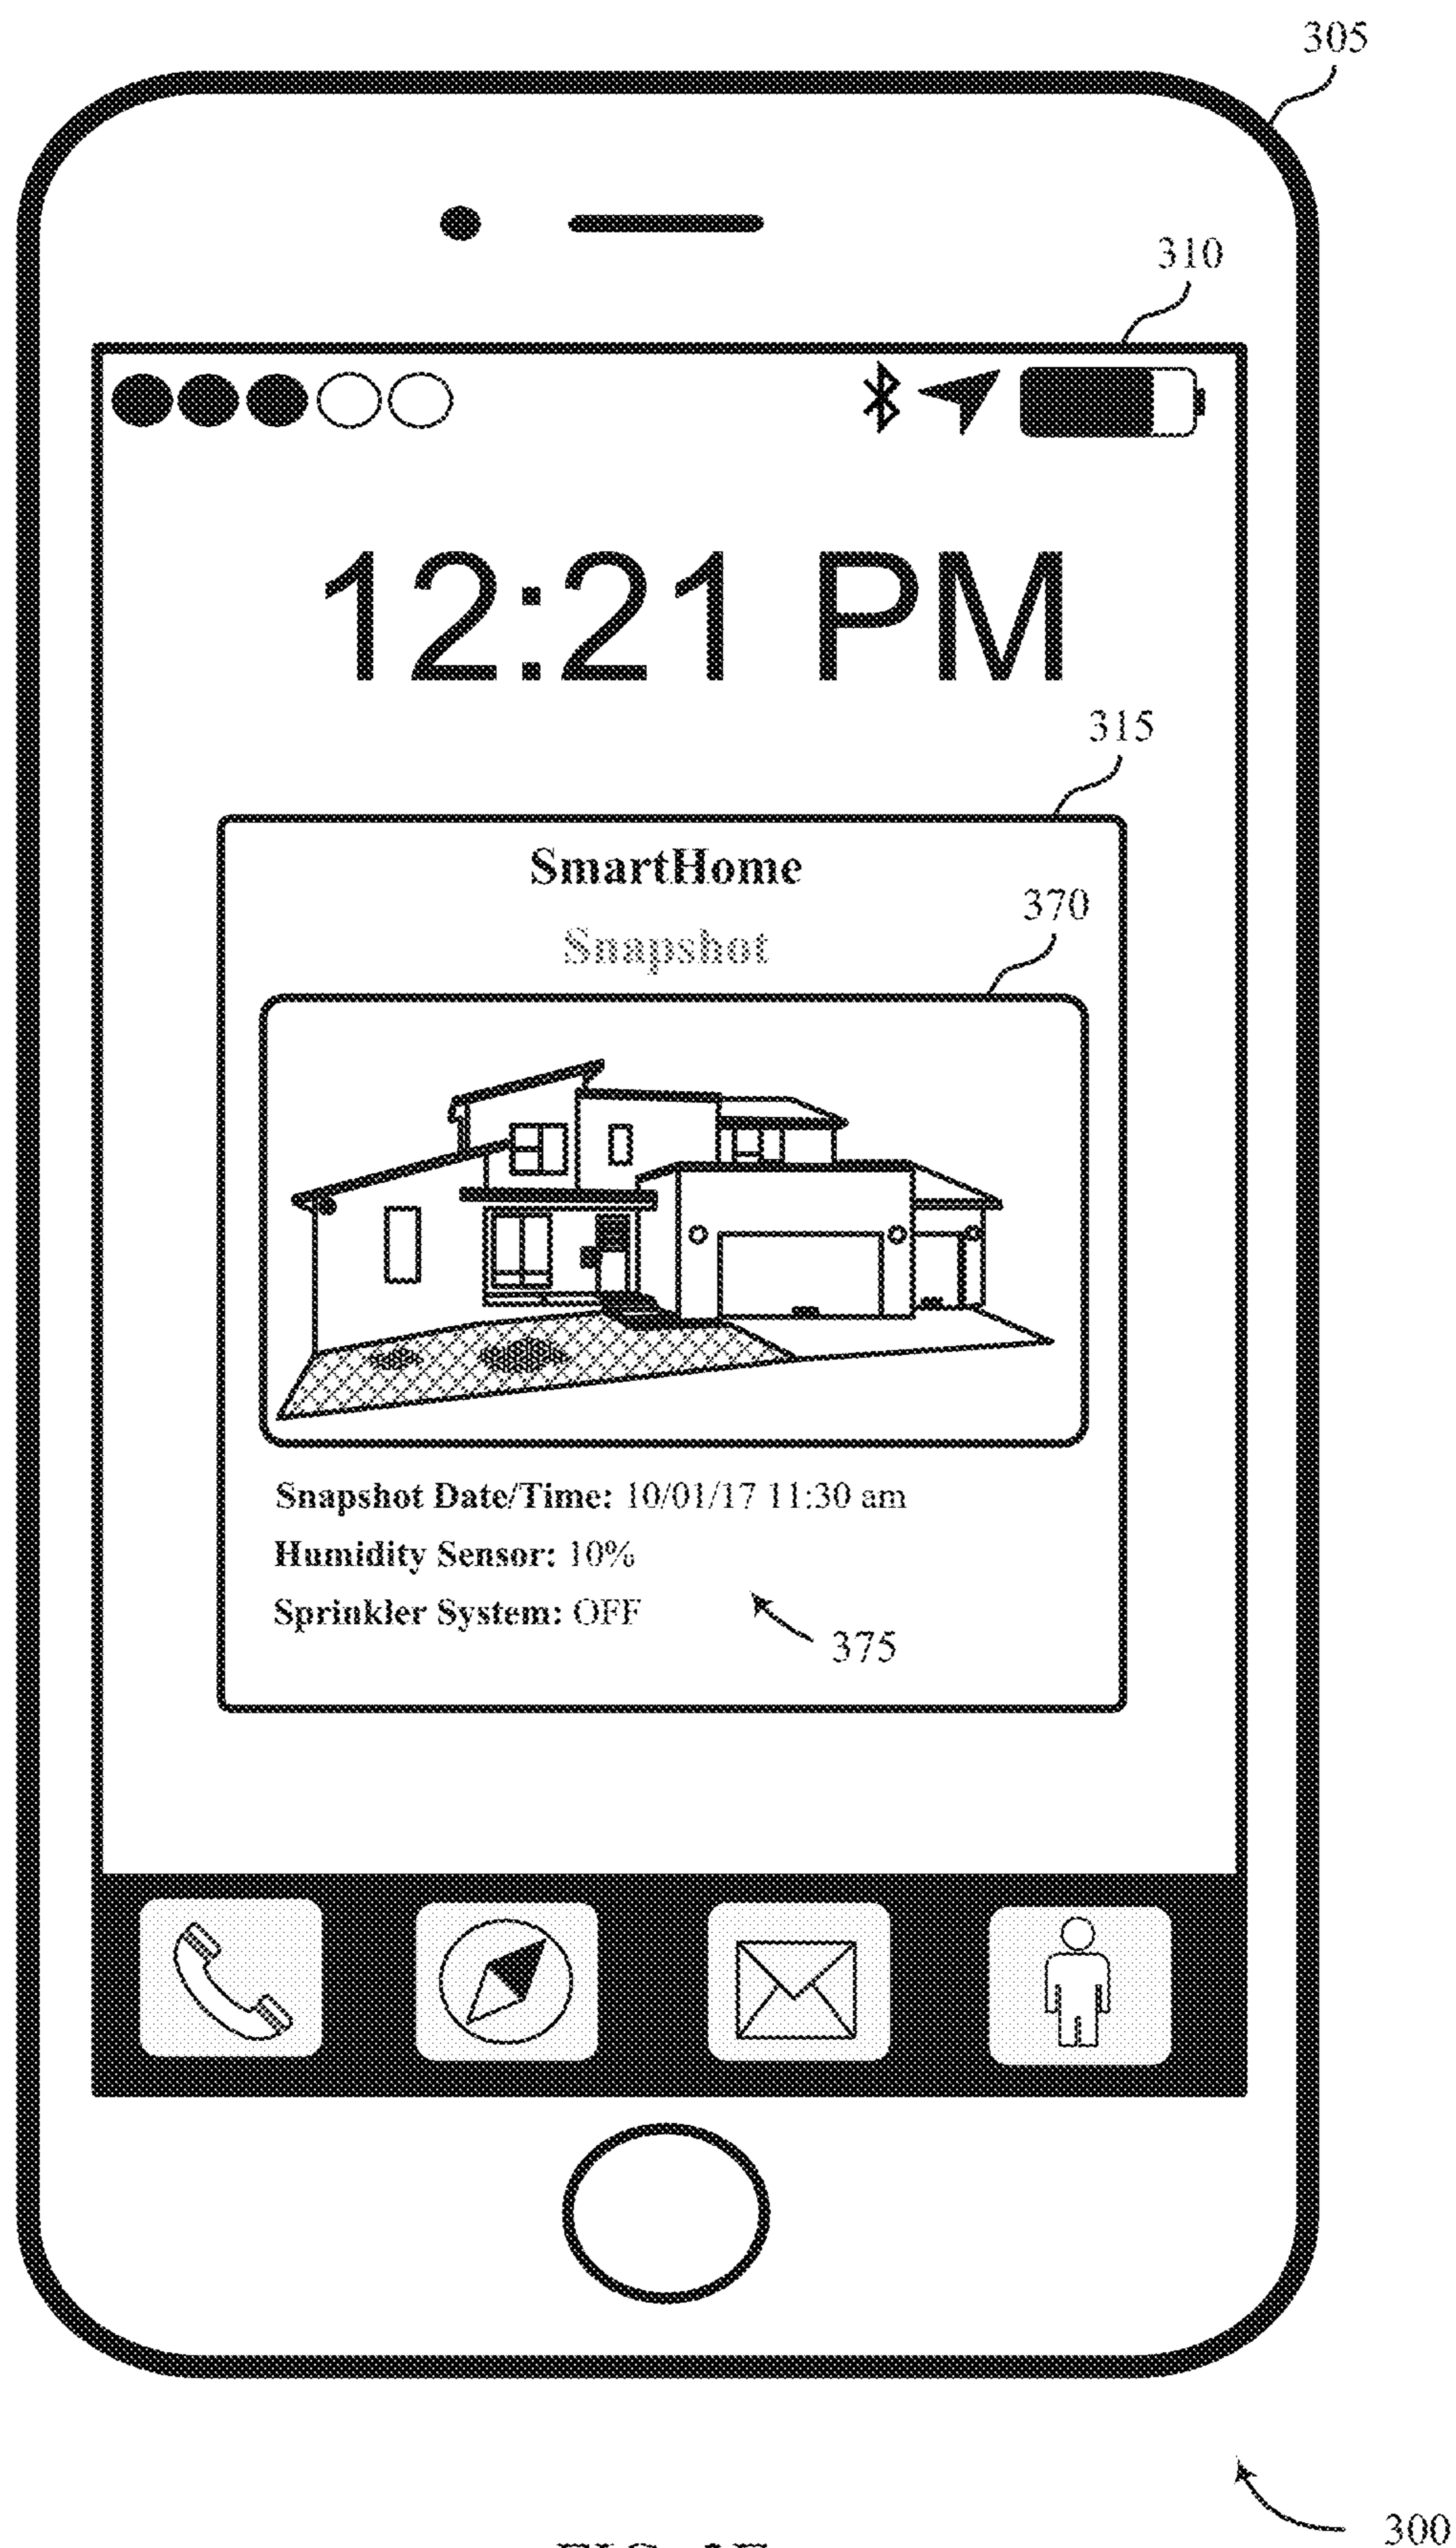 305
310
12:21 PM
315
SmartHome
370
Snapshot
Snapshot Date/Time: 10/01/17 11:30 am
Humidity Sensor: 10%
Sprinkler System: OFF
375
300